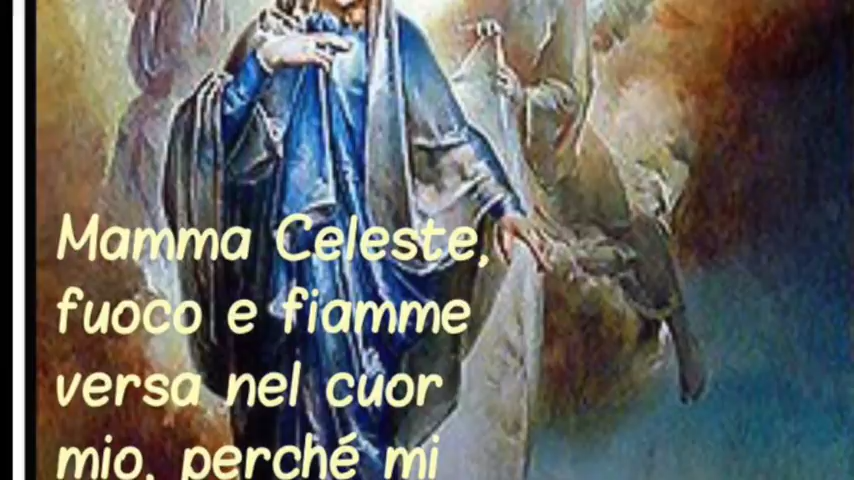 Mamma Celeste,
fuoco e fiamme
versa nel cuor
mio, perché mi